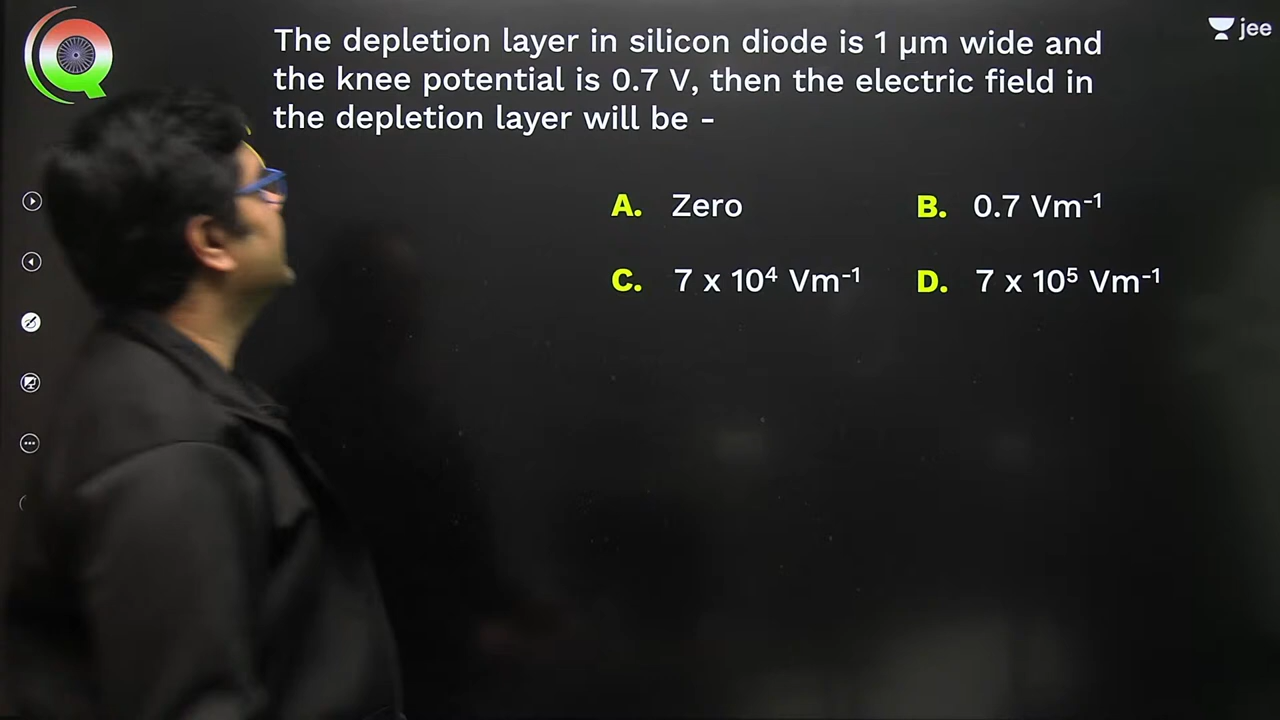 The depletion layer in silicon diode is 1 μm wide and
the knee potential is 0.7 V, then the electric field in
the depletion layer will be -
A. Zero
B. 0.7 Vm⁻¹
C. 7 x 10⁴ Vm⁻¹
D. 7 x 10⁵ Vm⁻¹
jee